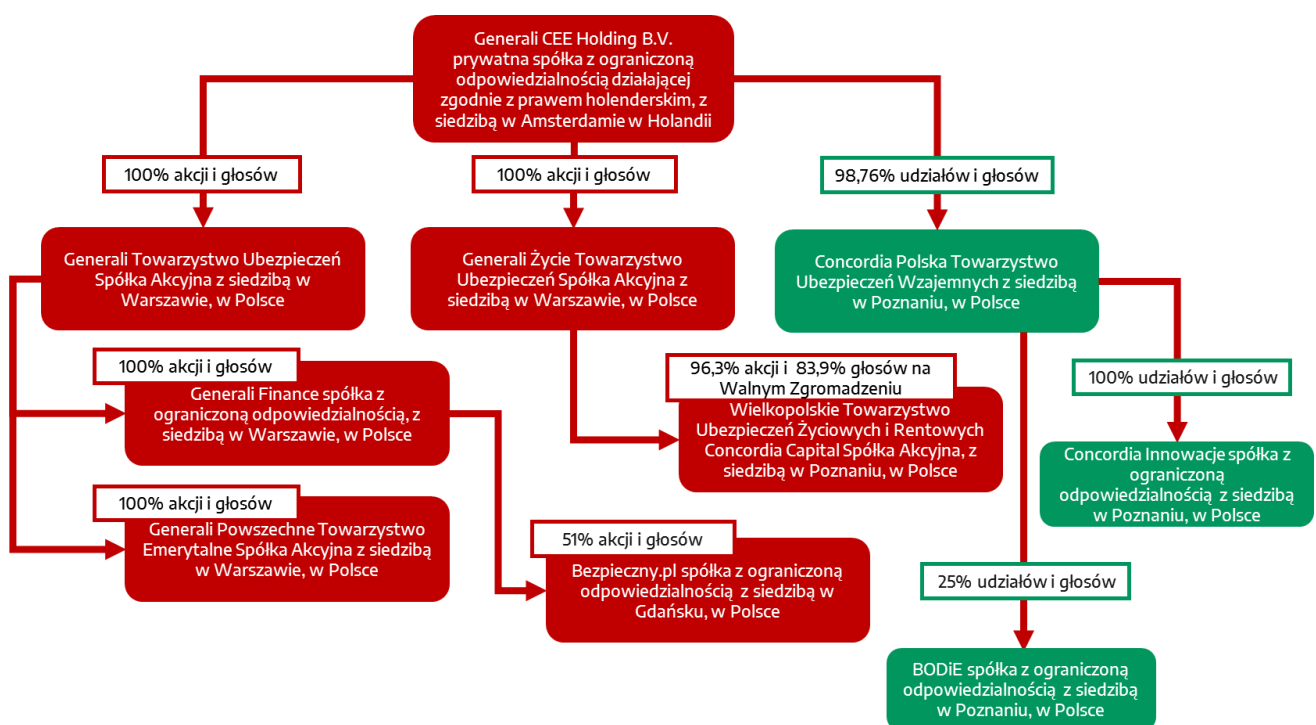 Generali CEE Holding B.V.
prywatna spółka z ograniczoną
odpowiedzialnością działającej
zgodnie z prawem holenderskim, z
siedzibą w Amsterdamie w Holandii
100% akcji i głosów
100% akcji i głosów
98,76% udziałów i głosów
Generali Towarzystwo Ubezpieczeń
Spółka Akcyjna z siedzibą w
Warszawie, w Polsce
Generali Życie Towarzystwo
Ubezpieczeń Spółka Akcyjna z
siedzibą w Warszawie, w Polsce
Concordia Polska Towarzystwo
Ubezpieczeń Wzajemnych z siedzibą
w Poznaniu, w Polsce
100% akcji i głosów
Generali Finance spółka z
ograniczoną odpowiedzialnością, z
siedzibą w Warszawie, w Polsce
96,3% akcji i 83,9% głosów na
Walnym Zgromadzeniu
Wielkopolskie Towarzystwo
Ubezpieczeń Życiowych i Rentowych
Concordia Capital Spółka Akcyjna, z
siedzibą w Poznaniu, w Polsce
100% udziałów i głosów
Concordia Innowacje spółka z
ograniczoną
odpowiedzialnością z siedzibą
w Poznaniu, w Polsce
100% akcji i głosów
Generali Powszechne Towarzystwo
Emerytalne Spółka Akcyjna z siedzibą
w Warszawie, w Polsce
51% akcji i głosów
Bezpieczny.pl spółka z ograniczoną
odpowiedzialnością z siedzibą w
Gdańsku, w Polsce
25% udziałów i głosów
BODiE spółka z ograniczoną
odpowiedzialnością z siedzibą
w Poznaniu, w Polsce